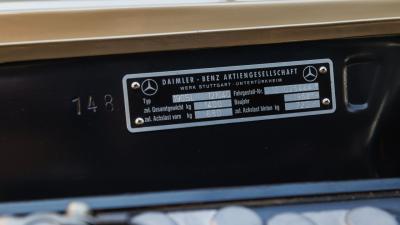 148
DAIMLER - BENZ AKTIENGESELLSCHAFT
WERK STUTTGART - UNTERTÜRKHEIM
Typ Fahrgestell-Nr.
zul. Gesamtgewicht kg Baujahr
zul. Achslast vorn kg 630 zul. Achslast hinten kg